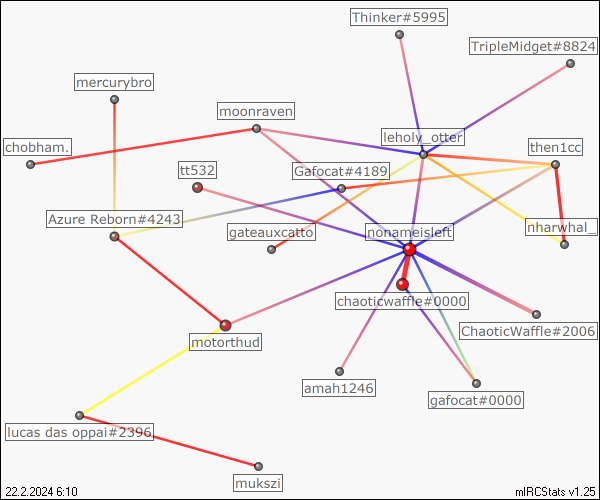 Thinker#5995
TripleMidget#8824
mercurybro
moonraven
leholy_otter
chobham.
then1cc
tt532
Gafocat#4189
Azure Reborn#4243
gateauxcatto
nonameisleft
nharwhal_
chaoticwaffle#0000
ChaoticWaffle#2006
motorthud
amah1246
gafocat#0000
lucas das oppai#2396
mukszi
22.2.2024 6:10
mIRCStats v1.25